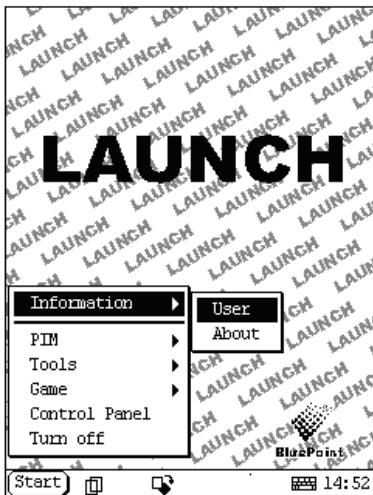 LAUNCH
Information
User
About
PIM
Tools
Game
Control Panel
Turn off
BluePoint
Start
14:52